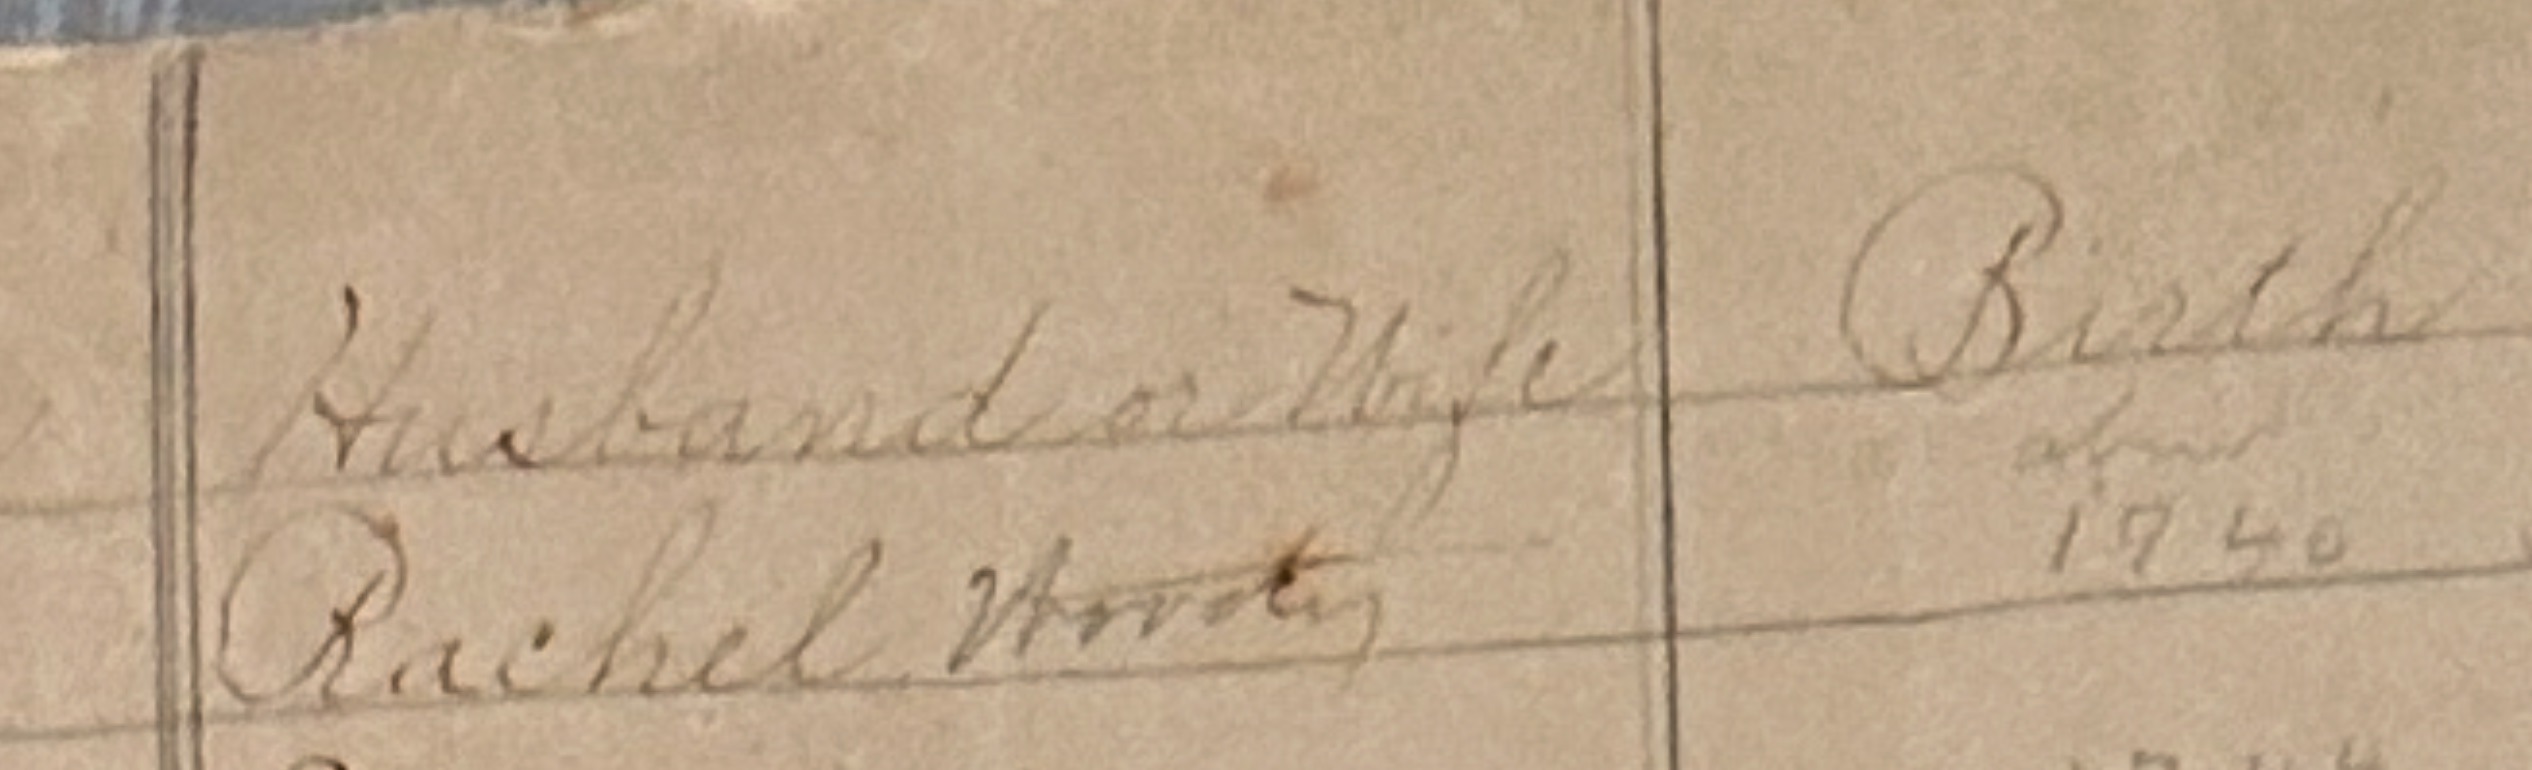 Husband or Wife
Birth
Rachel
1740